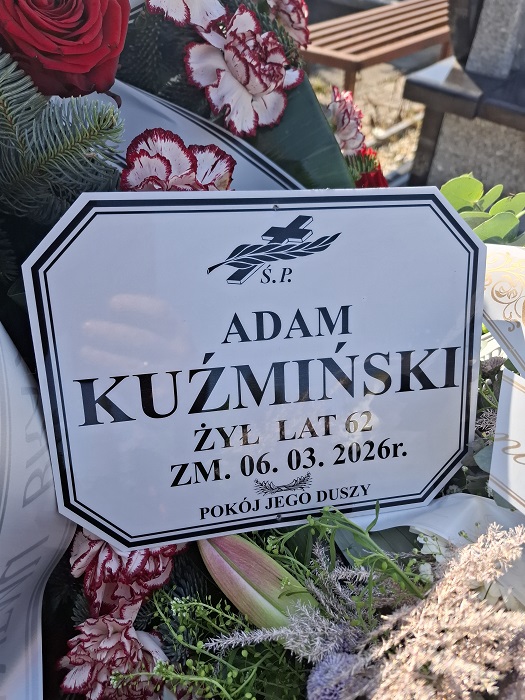 Ś.P.
ADAM
KUŹMIŃSKI
ŻYŁ LAT 62
ZM. 06. 03. 2026r.
POKÓJ JEGO DUSZY